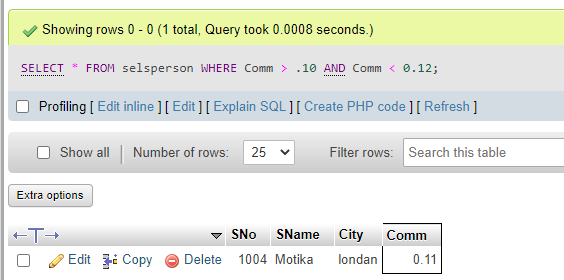 Showing rows 0 - 0 (1 total, Query took 0.0008 seconds.)
SELECT * FROM selsperson WHERE Comm > .10 AND Comm < 0.12;
Profiling [ Edit inline ] [ Edit ] [ Explain SQL ] [ Create PHP code ] [ Refresh ]
Show all Number of rows: 25 Filter rows: Search this table
Extra options
SNo SName City Comm
Edit Copy Delete 1004 Motika londan 0.11